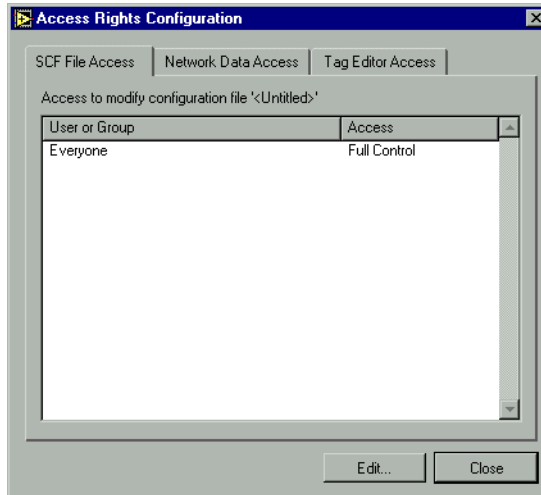 Access Rights Configuration
SCF File Access Network Data Access Tag Editor Access
Access to modify configuration file '<Untitled>'
User or Group Access
Everyone Full Control
Edit... Close